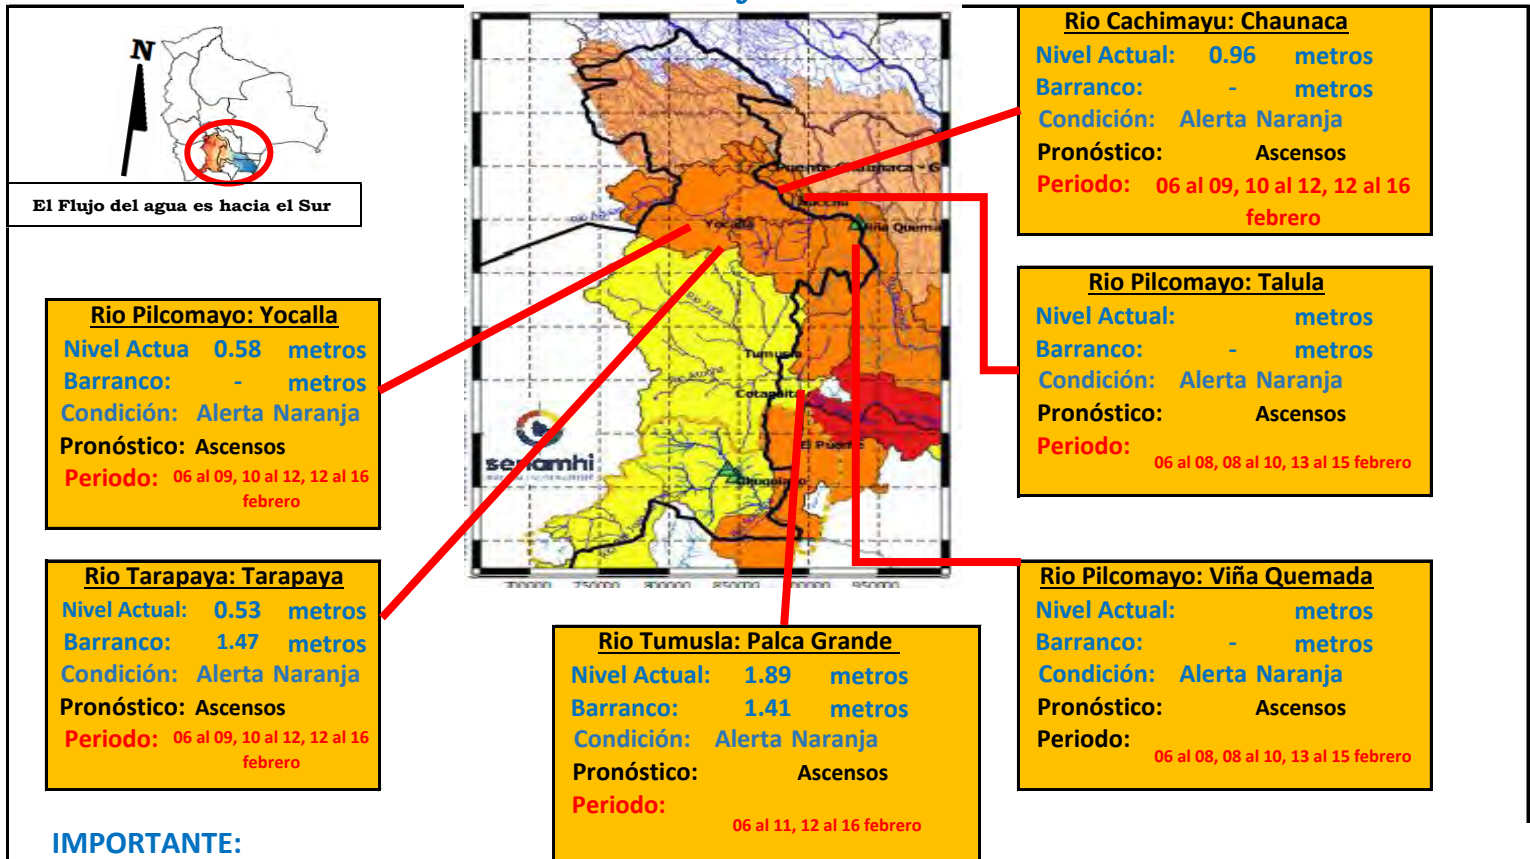 N
El Flujo del agua es hacia el Sur
Rio Pilcomayo: Yocalla
Nivel Actua 0.58 metros
Barranco: - metros
Condición: Alerta Naranja
Pronóstico: Ascensos
Periodo: 06 al 09, 10 al 12, 12 al 16
febrero
Rio Tarapaya: Tarapaya
Nivel Actual: 0.53 metros
Barranco: 1.47 metros
Condición: Alerta Naranja
Pronóstico: Ascensos
Periodo: 06 al 09, 10 al 12, 12 al 16
febrero
IMPORTANTE:
Yocalla
Viña Quema
Tumusla
Cotagaita
El Puente
senamhi
750000 800000 850000 950000
Rio Tumusla: Palca Grande
Nivel Actual: 1.89 metros
Barranco: 1.41 metros
Condición: Alerta Naranja
Pronóstico: Ascensos
Periodo:
06 al 11, 12 al 16 febrero
Rio Cachimayu: Chaunaca
Nivel Actual: 0.96 metros
Barranco: - metros
Condición: Alerta Naranja
Pronóstico: Ascensos
Periodo: 06 al 09, 10 al 12, 12 al 16
febrero
Rio Pilcomayo: Talula
Nivel Actual: metros
Barranco: - metros
Condición: Alerta Naranja
Pronóstico: Ascensos
Periodo:
06 al 08, 08 al 10, 13 al 15 febrero
Rio Pilcomayo: Viña Quemada
Nivel Actual: metros
Barranco: - metros
Condición: Alerta Naranja
Pronóstico: Ascensos
Periodo:
06 al 08, 08 al 10, 13 al 15 febrero